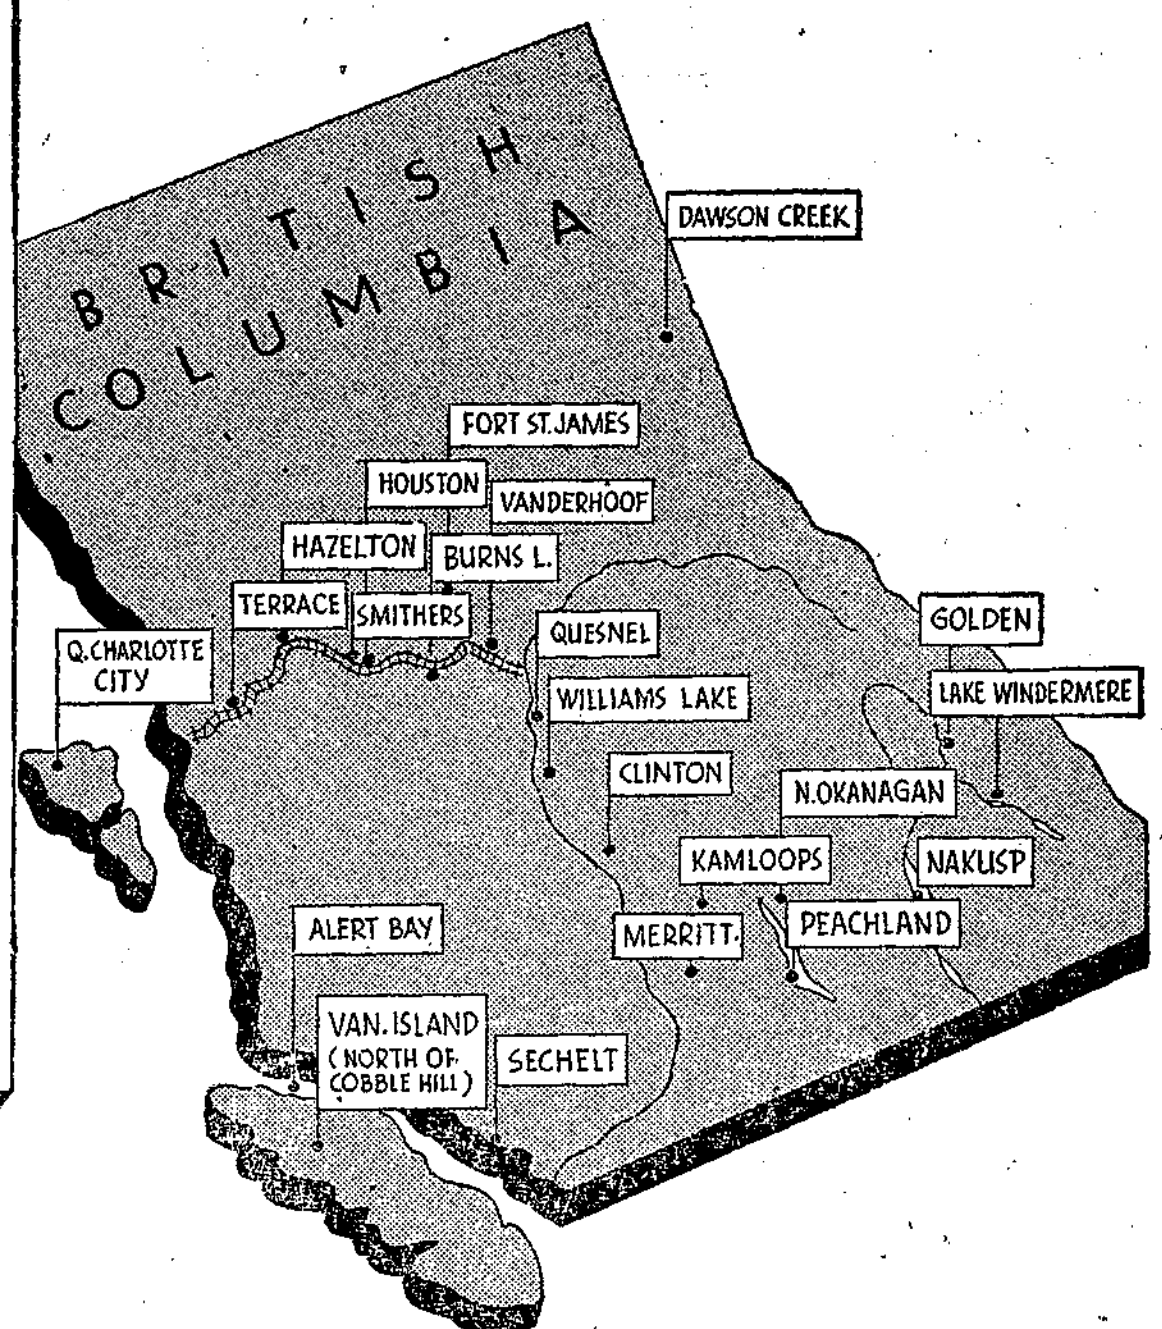 BRITISH
COLUMBIA
DAWSON CREEK
FORT ST. JAMES
HOUSTON
VANDERHOOF
HAZELTON
BURNS L.
TERRACE
SMITHERS
Q. CHARLOTTE
CITY
QUESNEL
GOLDEN
WILLIAMS LAKE
LAKE WINDERMERE
CLINTON
N. OKANAGAN
KAMLOOPS
NAKUSP
ALERT BAY
MERRITT.
PEACHLAND
VAN. ISLAND
(NORTH OF
COBBLE HILL)
SECHELT